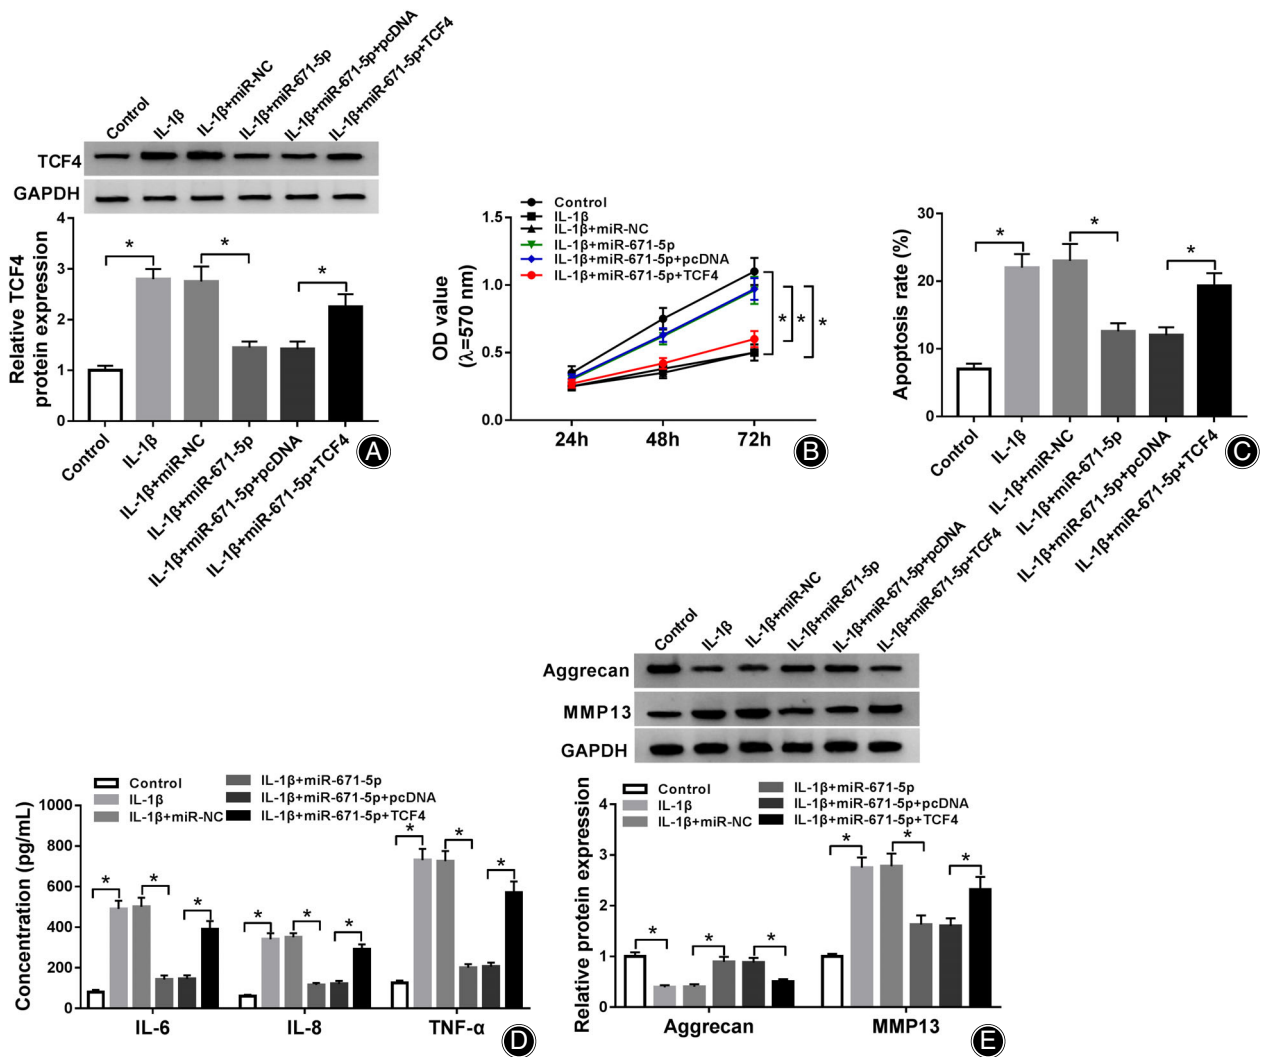 Control
IL-1β
IL-1β+miR-NC
IL-1β+miR-671-5p
IL-1β+miR-671-5p+pcDNA
IL-1β+miR-671-5p+TCF4
TCF4
GAPDH
Relative TCF4
protein expression
4
3
2
1
0
*
*
*
Control
IL-1β
IL-1β+miR-NC
IL-1β+miR-671-5p
IL-1β+miR-671-5p+pcDNA
IL-1β+miR-671-5p+TCF4
A
Control
IL-1β
IL-1β+miR-NC
IL-1β+miR-671-5p
IL-1β+miR-671-5p+pcDNA
IL-1β+miR-671-5p+TCF4
OD value
(λ=570 nm)
1.5
1.0
0.5
0.0
24h
48h
72h
*
*
*
B
Apoptosis rate (%)
30
20
10
0
*
*
*
Control
IL-1β
IL-1β+miR-NC
IL-1β+miR-671-5p
IL-1β+miR-671-5p+pcDNA
IL-1β+miR-671-5p+TCF4
C
Control
IL-1β
IL-1β+miR-NC
IL-1β+miR-671-5p
IL-1β+miR-671-5p+pcDNA
IL-1β+miR-671-5p+TCF4
Concentration (pg/mL)
1000
800
600
400
200
0
*
*
*
*
*
*
*
*
*
IL-6
IL-8
TNF-α
D
Control
IL-1β
IL-1β+miR-NC
IL-1β+miR-671-5p
IL-1β+miR-671-5p+pcDNA
IL-1β+miR-671-5p+TCF4
Aggrecan
MMP13
GAPDH
Control
IL-1β
IL-1β+miR-NC
IL-1β+miR-671-5p
IL-1β+miR-671-5p+pcDNA
IL-1β+miR-671-5p+TCF4
Relative protein expression
4
3
2
1
0
*
*
*
*
*
*
Aggrecan
MMP13
E